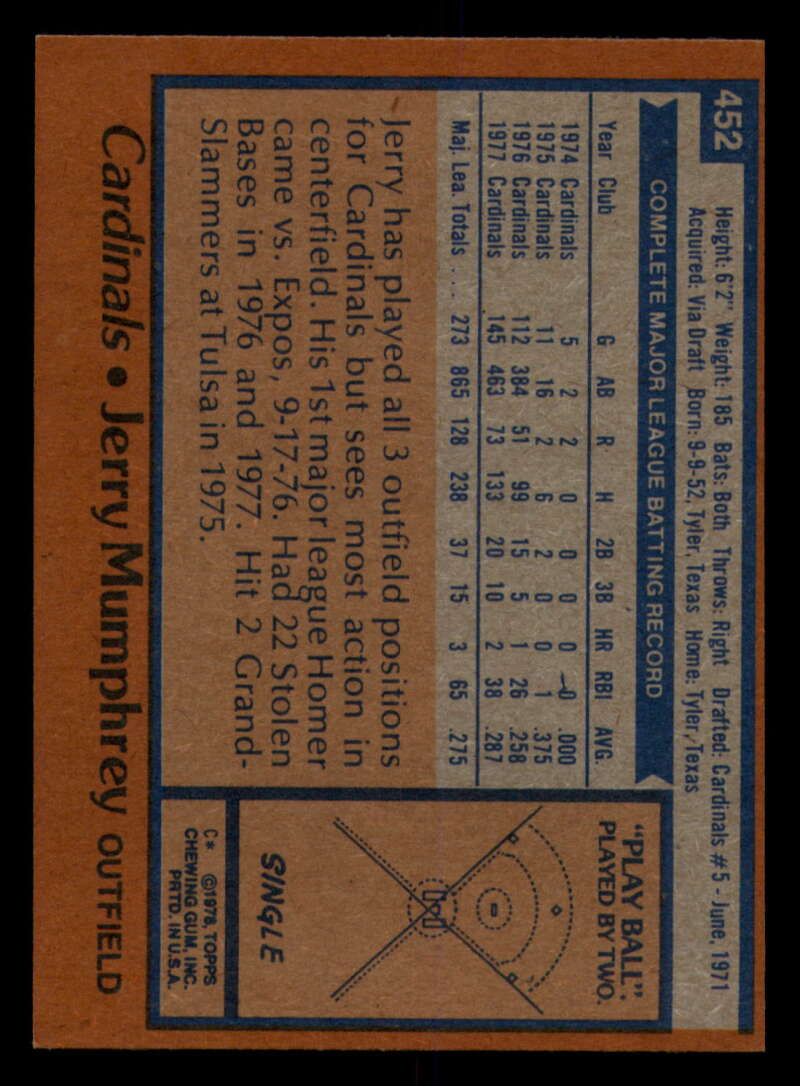 452
Height: 6'2" Weight: 185 Bats: Both Throws: Right Drafted: Cardinals #5 - June, 1971
Acquired: Via Draft Born: 9-9-52, Tyler, Texas Home: Tyler, Texas
COMPLETE MAJOR LEAGUE BATTING RECORD
Year Club G AB R H 2B 3B HR RBI AVG.
1974 Cardinals 5 2 2 0 0 0 0 0 .000
1975 Cardinals 11 16 2 6 2 0 0 1 .375
1976 Cardinals 112 384 51 99 15 5 1 26 .258
1977 Cardinals 145 463 73 133 20 10 2 38 .287
Maj. Lea. Totals . . . 273 865 128 238 37 15 3 65 .275
Jerry has played all 3 outfield positions
for Cardinals but sees most action in
centerfield. His 1st major league Homer
came vs. Expos, 9-17-76. Had 22 Stolen
Bases in 1976 and 1977. Hit 2 Grand-
Slammers at Tulsa in 1975.
"PLAY BALL":
PLAYED BY TWO.
SINGLE
C* ©1978, TOPPS
CHEWING GUM, INC.
PRTD. IN U.S.A.
Cardinals • Jerry Mumphrey OUTFIELD